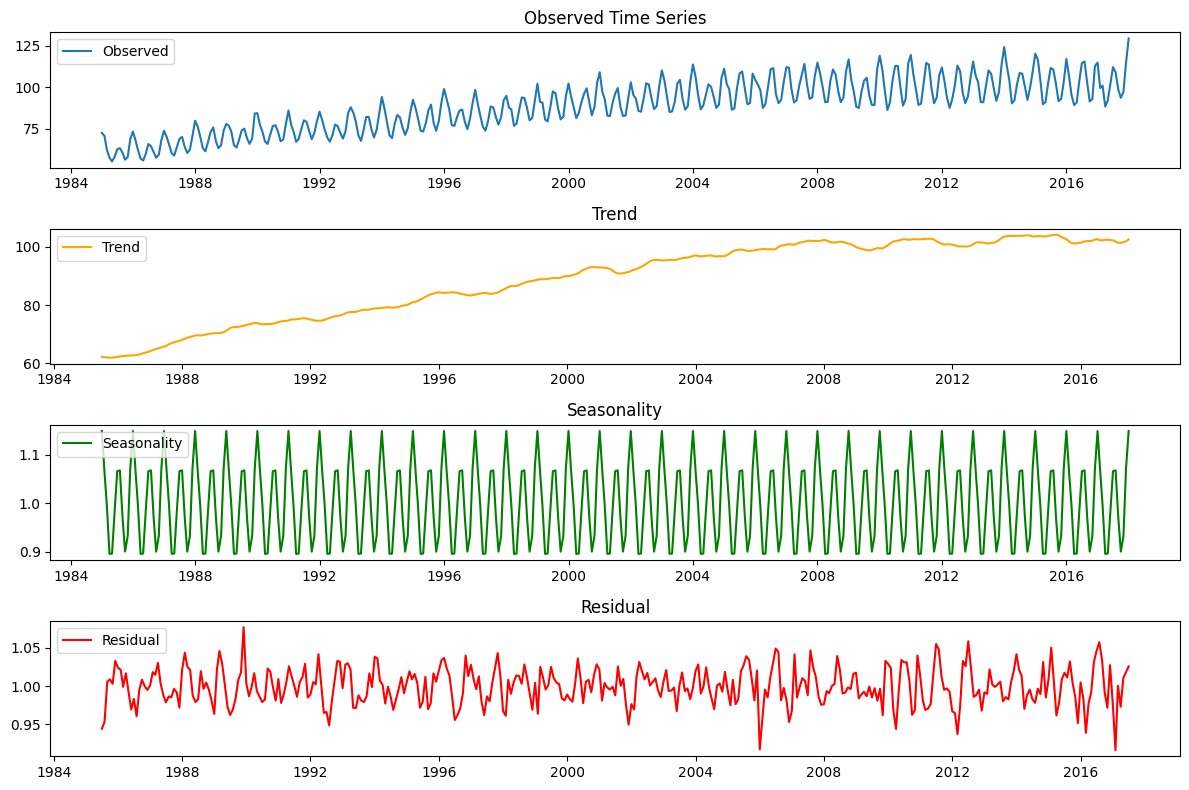 Observed Time Series
Observed
125
100
75
1984 1988 1992 1996 2000 2004 2008 2012 2016
Trend
Trend
100
80
60
1984 1988 1992 1996 2000 2004 2008 2012 2016
Seasonality
Seasonality
1.1
1.0
0.9
1984 1988 1992 1996 2000 2004 2008 2012 2016
Residual
Residual
1.05
1.00
0.95
1984 1988 1992 1996 2000 2004 2008 2012 2016